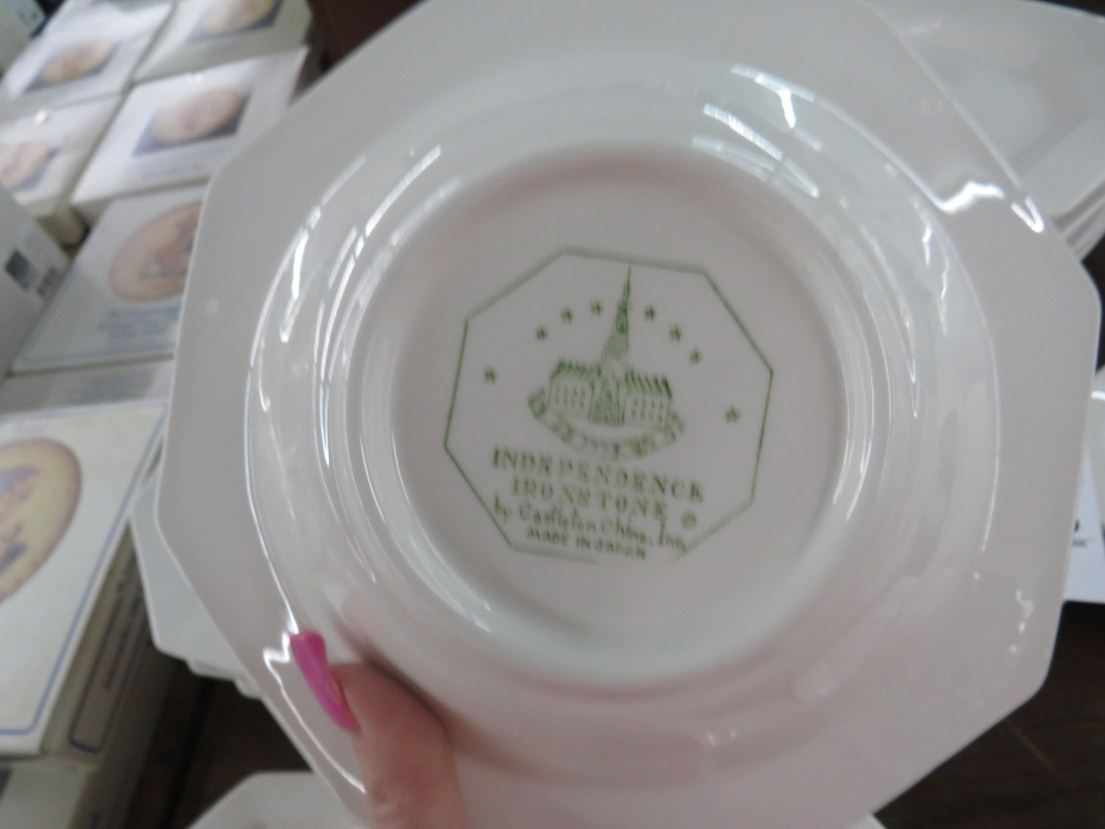 INDEPENDENCE
IRONSTONE ®
by Castleton China, Inc.
MADE IN JAPAN